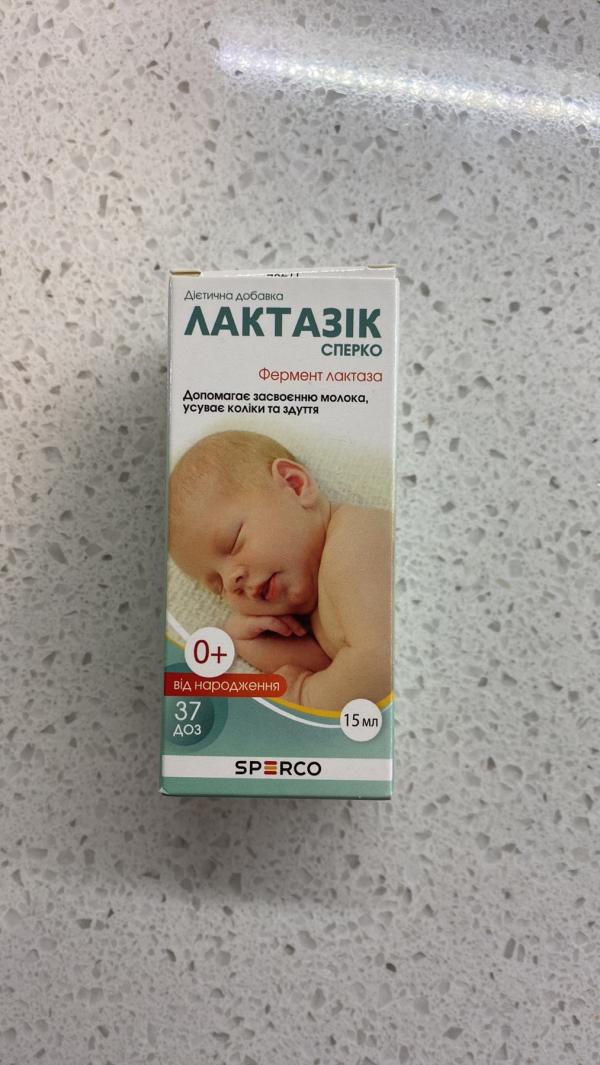 Дієтична добавка
ЛАКТАЗІК
СПЕРКО
Фермент лактаза
Допомагає засвоєнню молока,
усуває коліки та здуття
0+
від народження
37
доз
15 мл
SPERCO